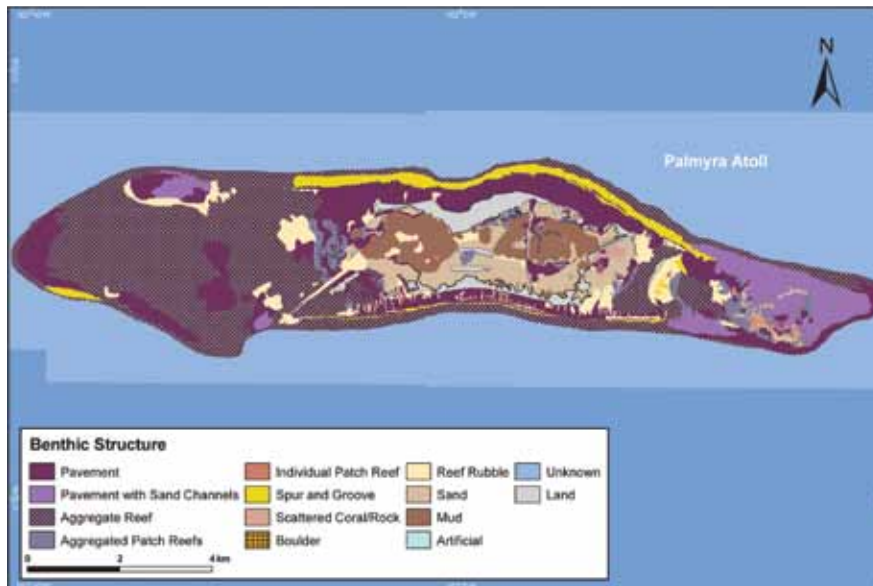 N
Palmyra Atoll
Benthic Structure
Pavement
Pavement with Sand Channels
Aggregate Reef
Aggregated Patch Reefs
Individual Patch Reef
Spur and Groove
Scattered Coral/Rock
Boulder
Reef Rubble
Sand
Mud
Artificial
Unknown
Land
0 2 4 km